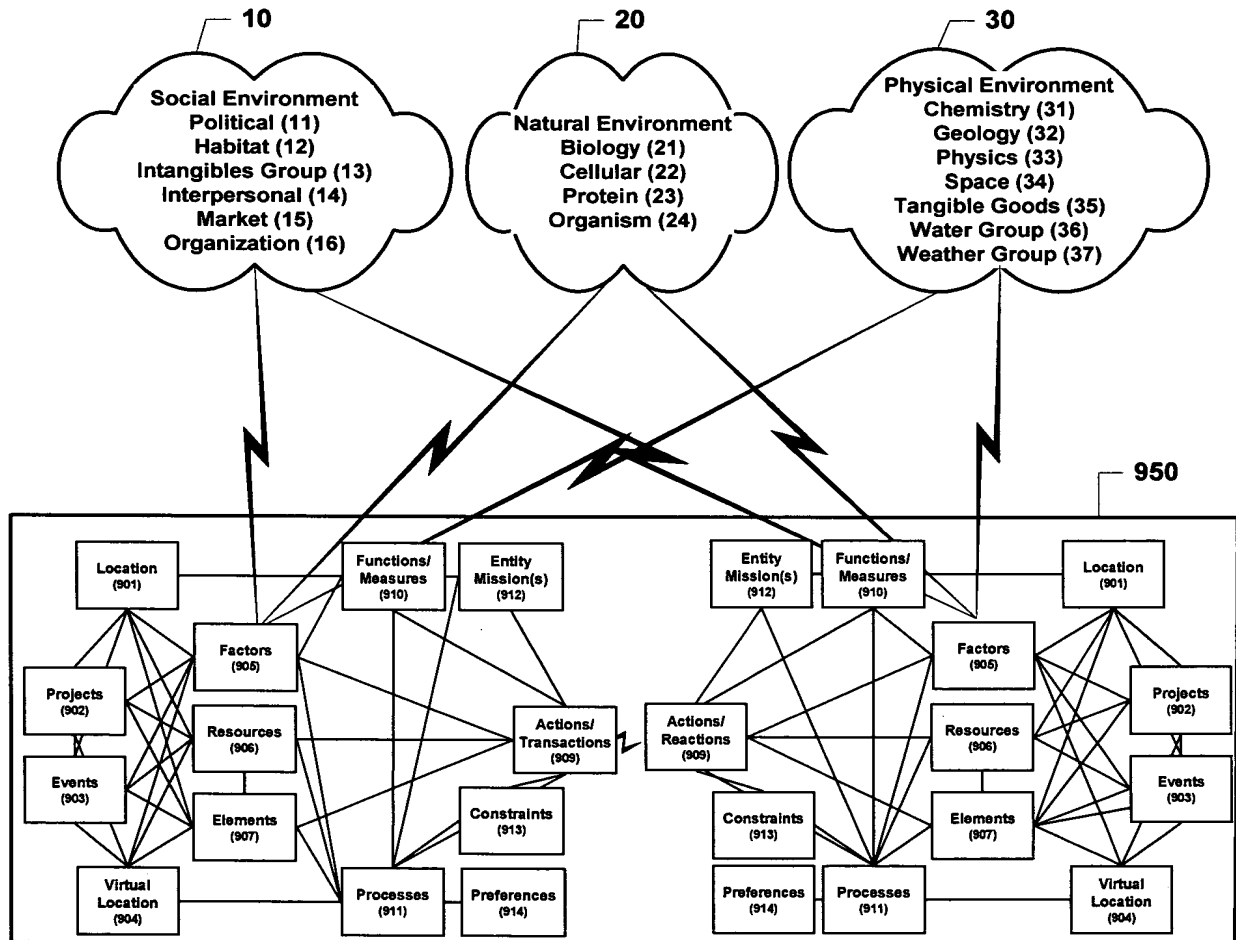 10
20
30
Social Environment
Political (11)
Habitat (12)
Intangibles Group (13)
Interpersonal (14)
Market (15)
Organization (16)
Natural Environment
Biology (21)
Cellular (22)
Protein (23)
Organism (24)
Physical Environment
Chemistry (31)
Geology (32)
Physics (33)
Space (34)
Tangible Goods (35)
Water Group (36)
Weather Group (37)
950
Location
(901)
Functions/
Measures
(910)
Entity
Mission(s)
(912)
Factors
(905)
Projects
(902)
Resources
(906)
Actions/
Transactions
(909)
Events
(903)
Elements
(907)
Constraints
(913)
Virtual
Location
(904)
Processes
(911)
Preferences
(914)
Entity
Mission(s)
(912)
Functions/
Measures
(910)
Location
(901)
Factors
(905)
Projects
(902)
Actions/
Reactions
(909)
Resources
(906)
Events
(903)
Constraints
(913)
Elements
(907)
Preferences
(914)
Processes
(911)
Virtual
Location
(904)